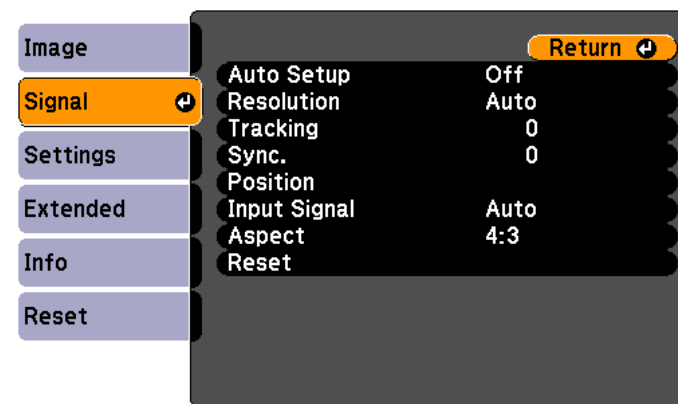 Image
Signal
Settings
Extended
Info
Reset
Return
Auto Setup Off
Resolution Auto
Tracking 0
Sync. 0
Position
Input Signal Auto
Aspect 4:3
Reset